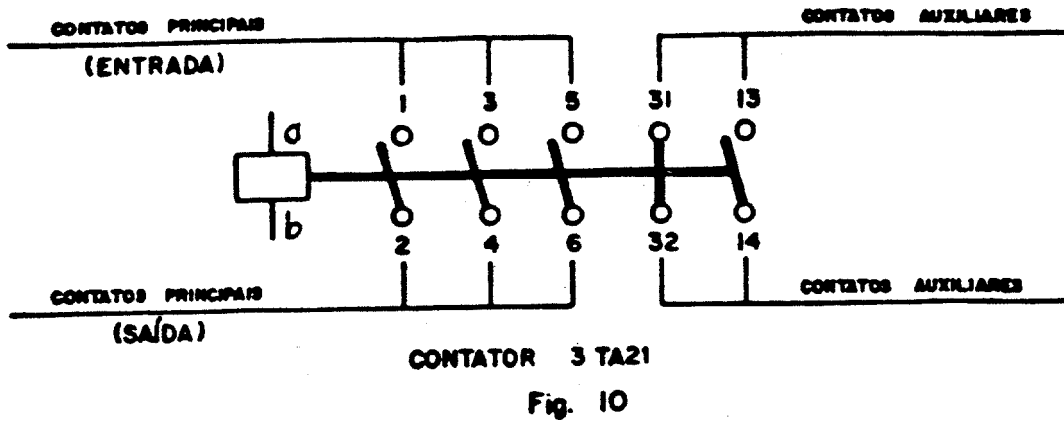 CONTATOS PRINCIPAIS
CONTATOS AUXILIARES
(ENTRADA)
1 3 5 31 13
a
b
2 4 6 32 14
CONTATOS PRINCIPAIS
CONTATOS AUXILIARES
(SAÍDA)
CONTATOR 3 TA21
Fig. 10